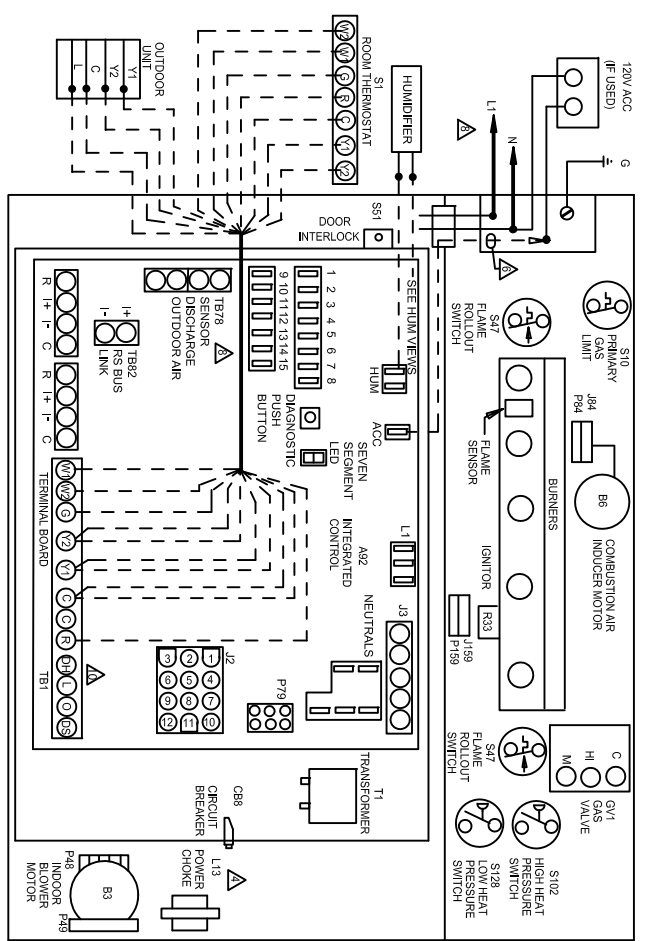 120V ACC
(IF USED)
G
N
L1
8
HUMIDIFIER
S1
ROOM THERMOSTAT
W2
W1
G
R
C
Y1
Y2
OUTDOOR
UNIT
Y1
Y2
C
L
S51
DOOR
INTERLOCK
6
S10
PRIMARY
GAS
LIMIT
S47
FLAME
ROLLOUT
SWITCH
J84
P84
B6
COMBUSTION AIR
INDUCER MOTOR
BURNERS
FLAME
SENSOR
IGNITOR
R33
J159
P159
S47
FLAME
ROLLOUT
SWITCH
C
HI
M
GV1
GAS
VALVE
S102
HIGH HEAT
PRESSURE
SWITCH
S128
LOW HEAT
PRESSURE
SWITCH
SEE HUM VIEWS
HUM
ACC
1 2 3 4 5 6 7 8
9 10 11 12 13 14 15
TB78
SENSOR
DISCHARGE
OUTDOOR AIR
8
I+
I-
TB82
RS BUS
LINK
R I+ I- C
R I+ I- C
DIAGNOSTIC
PUSH
BUTTON
SEVEN
SEGMENT
LED
A92
INTEGRATED
CONTROL
L1
J3
NEUTRALS
J2
1 2 3
4 5 6
7 8 9
10 11 12
P79
TERMINAL BOARD
TB1
W1
W2
G
Y2
Y1
C
C
R
DH
L
O
DS
10
T1
TRANSFORMER
CB8
CIRCUIT
BREAKER
L13
POWER
CHOKE
4
P48
B3
P49
INDOOR
BLOWER
MOTOR